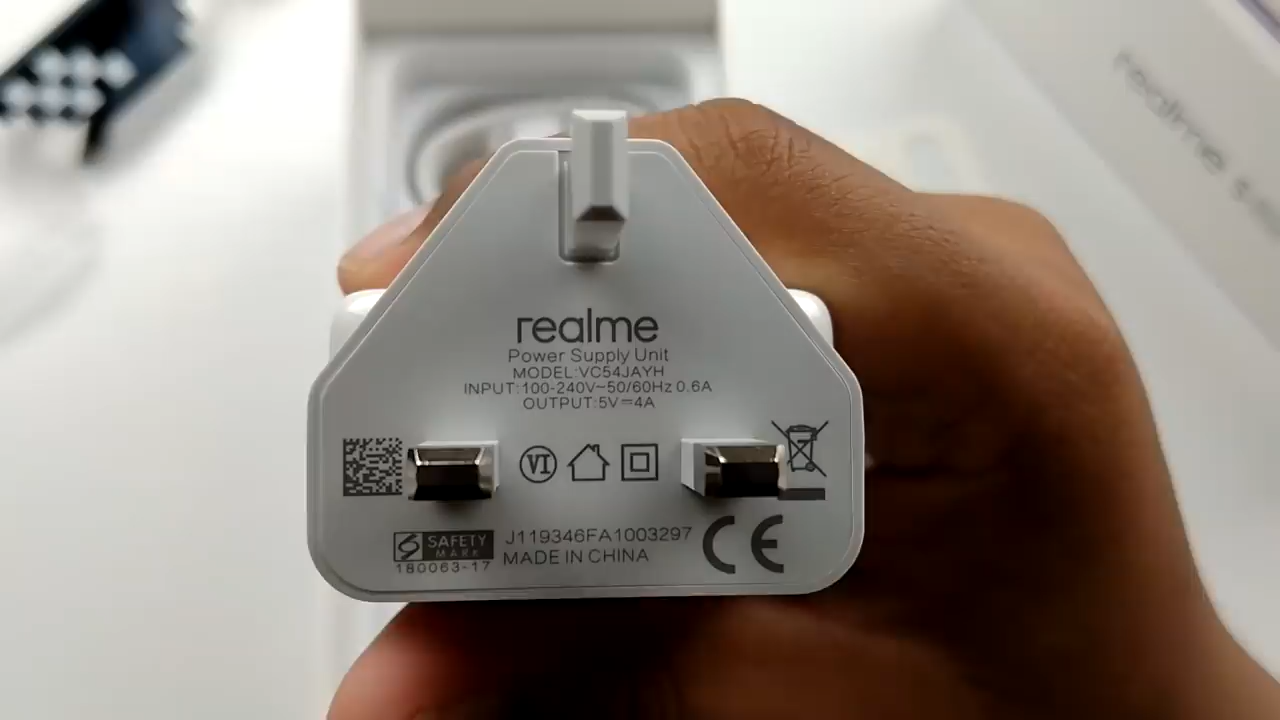 realme
Power Supply Unit
MODEL:VC54JAYH
INPUT:100-240V~50/60Hz 0.6A
OUTPUT:5V⎓4A
VI
SAFETY
MARK
180063-17
J119346FA1003297
MADE IN CHINA
CE
realme